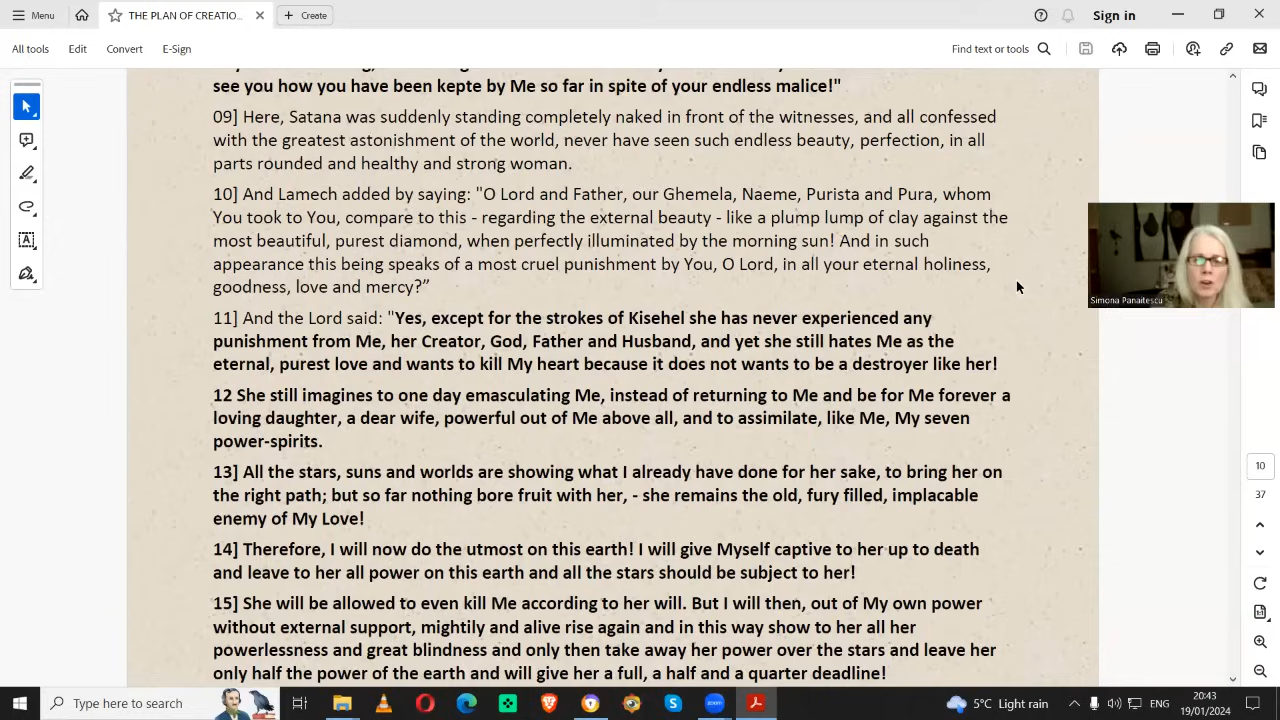 Menu
THE PLAN OF CREATIO...
Create
Sign in
All tools
Edit
Convert
E-Sign
Find text or tools
see you how you have been kepte by Me so far in spite of your endless malice!"
09] Here, Satana was suddenly standing completely naked in front of the witnesses, and all confessed
with the greatest astonishment of the world, never have seen such endless beauty, perfection, in all
parts rounded and healthy and strong woman.
10] And Lamech added by saying: "O Lord and Father, our Ghemela, Naeme, Purista and Pura, whom
You took to You, compare to this - regarding the external beauty - like a plump lump of clay against the
most beautiful, purest diamond, when perfectly illuminated by the morning sun! And in such
appearance this being speaks of a most cruel punishment by You, O Lord, in all your eternal holiness,
goodness, love and mercy?”
11] And the Lord said: "Yes, except for the strokes of Kisehel she has never experienced any
punishment from Me, her Creator, God, Father and Husband, and yet she still hates Me as the
eternal, purest love and wants to kill My heart because it does not wants to be a destroyer like her!
12 She still imagines to one day emasculating Me, instead of returning to Me and be for Me forever a
loving daughter, a dear wife, powerful out of Me above all, and to assimilate, like Me, My seven
power-spirits.
13] All the stars, suns and worlds are showing what I already have done for her sake, to bring her on
the right path; but so far nothing bore fruit with her, - she remains the old, fury filled, implacable
enemy of My Love!
14] Therefore, I will now do the utmost on this earth! I will give Myself captive to her up to death
and leave to her all power on this earth and all the stars should be subject to her!
15] She will be allowed to even kill Me according to her will. But I will then, out of My own power
without external support, mightily and alive rise again and in this way show to her all her
powerlessness and great blindness and only then take away her power over the stars and leave her
only half the power of the earth and will give her a full, a half and a quarter deadline!
Simona Panaitescu
10
37
Type here to search
zoom
5°C Light rain
ENG
20:43
19/01/2024